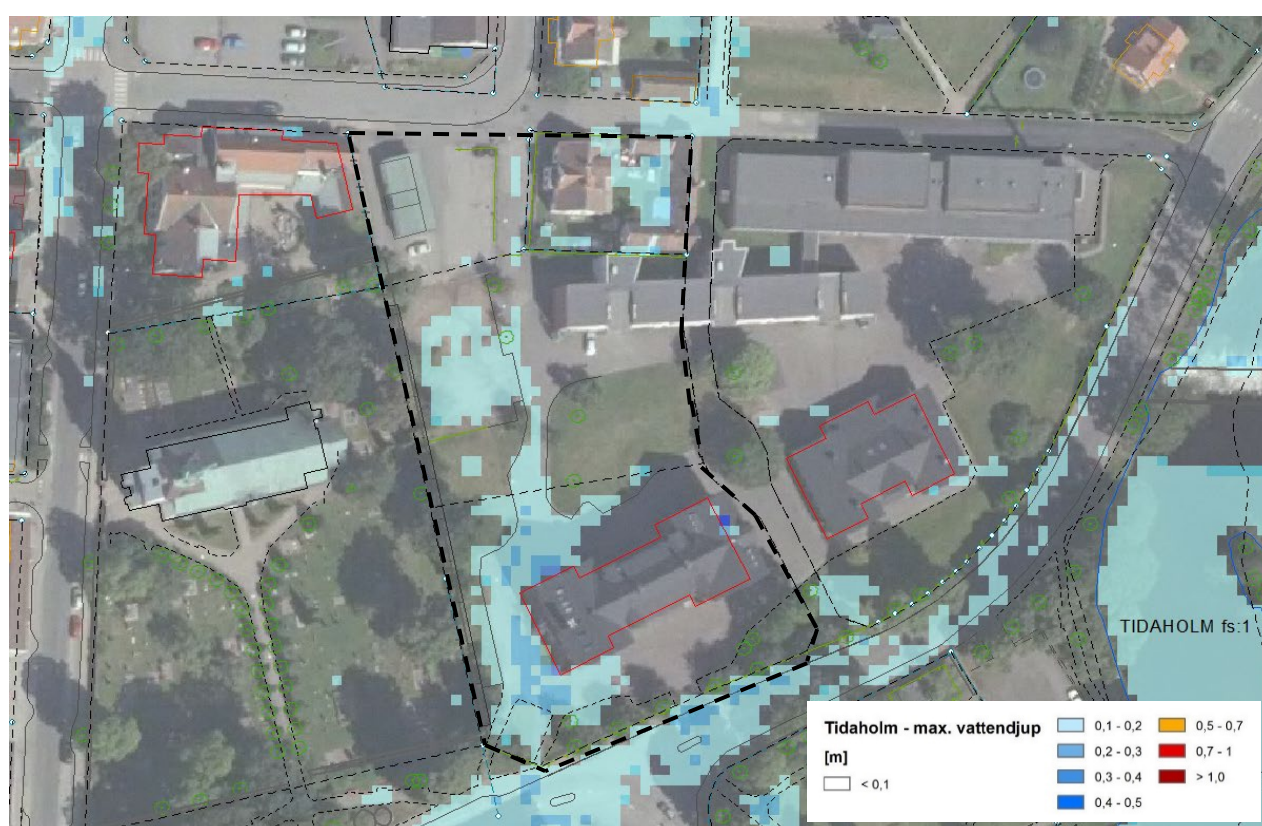 TIDAHOLM fs:1
Tidaholm - max. vattendjup
[m]
< 0,1
0,1 - 0,2
0,2 - 0,3
0,3 - 0,4
0,4 - 0,5
0,5 - 0,7
0,7 - 1
> 1,0